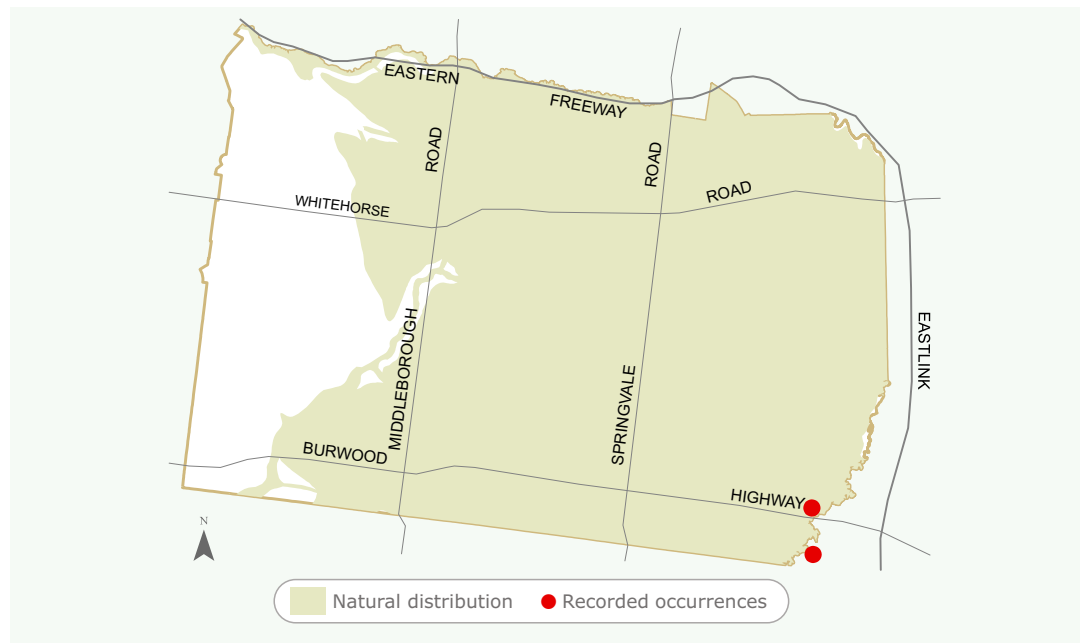 EASTERN
FREEWAY
ROAD
ROAD
ROAD
WHITEHORSE
EASTLINK
MIDDLEBOROUGH
SPRINGVALE
BURWOOD
HIGHWAY
N
Natural distribution
Recorded occurrences